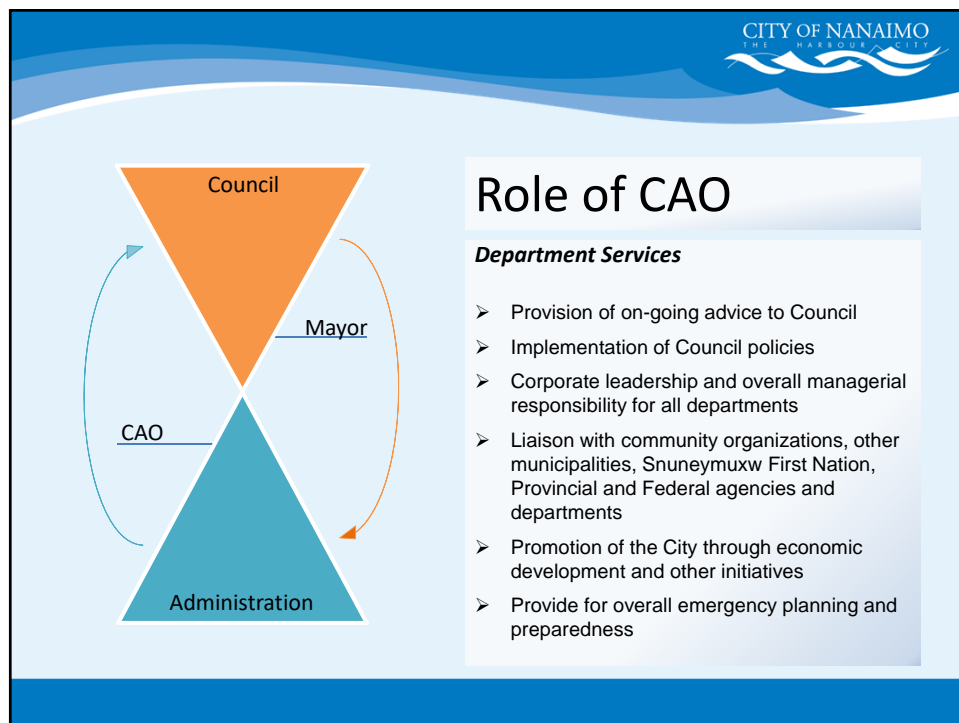 CITY OF NANAIMO
THE HARBOUR CITY
Council
Mayor
CAO
Administration
Role of CAO
Department Services
➢ Provision of on-going advice to Council
➢ Implementation of Council policies
➢ Corporate leadership and overall managerial
responsibility for all departments
➢ Liaison with community organizations, other
municipalities, Snuneymuxw First Nation,
Provincial and Federal agencies and
departments
➢ Promotion of the City through economic
development and other initiatives
➢ Provide for overall emergency planning and
preparedness